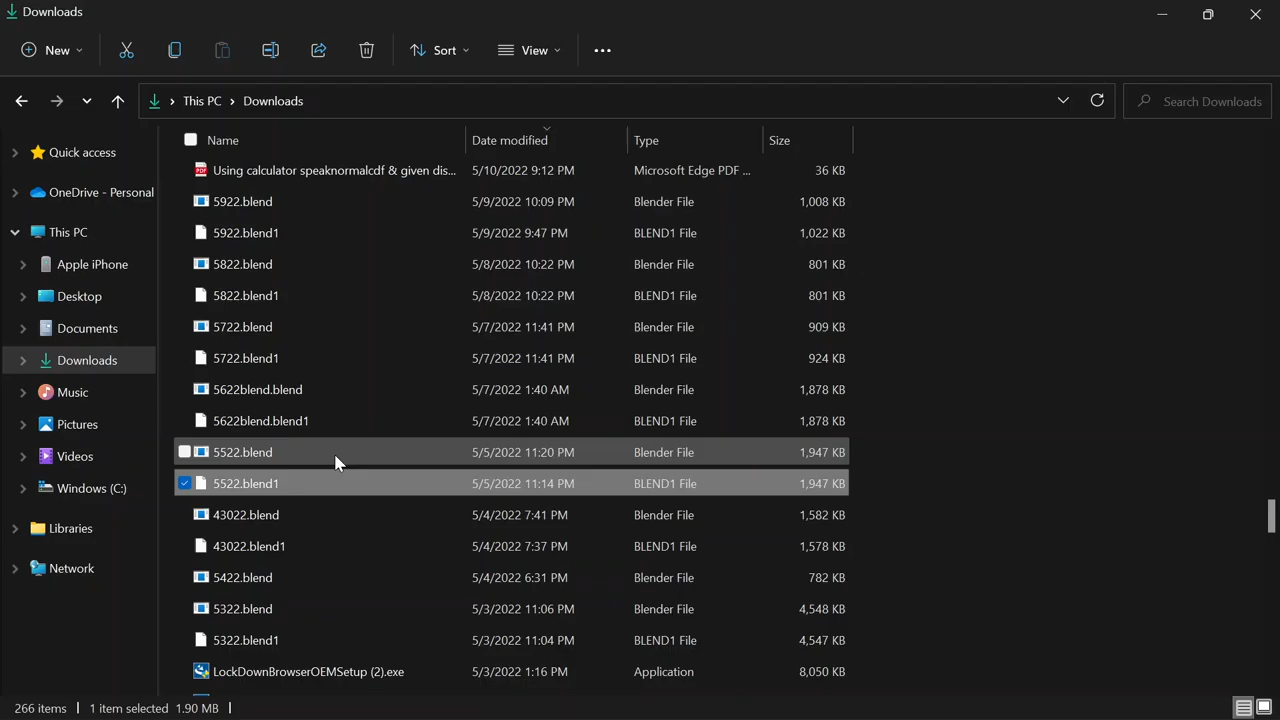 Downloads
New
Sort
View
This PC > Downloads
Search Downloads
Name Date modified Type Size
Quick access
OneDrive - Personal
This PC
Apple iPhone
Desktop
Documents
Downloads
Music
Pictures
Videos
Windows (C:)
Libraries
Network
PDF Using calculator speaknormalcdf & given dis... 5/10/2022 9:12 PM Microsoft Edge PDF ... 36 KB
5922.blend 5/9/2022 10:09 PM Blender File 1,008 KB
5922.blend1 5/9/2022 9:47 PM BLEND1 File 1,022 KB
5822.blend 5/8/2022 10:22 PM Blender File 801 KB
5822.blend1 5/8/2022 10:22 PM BLEND1 File 801 KB
5722.blend 5/7/2022 11:41 PM Blender File 909 KB
5722.blend1 5/7/2022 11:41 PM BLEND1 File 924 KB
5622blend.blend 5/7/2022 1:40 AM Blender File 1,878 KB
5622blend.blend1 5/7/2022 1:40 AM BLEND1 File 1,878 KB
5522.blend 5/5/2022 11:20 PM Blender File 1,947 KB
5522.blend1 5/5/2022 11:14 PM BLEND1 File 1,947 KB
43022.blend 5/4/2022 7:41 PM Blender File 1,582 KB
43022.blend1 5/4/2022 7:37 PM BLEND1 File 1,578 KB
5422.blend 5/4/2022 6:31 PM Blender File 782 KB
5322.blend 5/3/2022 11:06 PM Blender File 4,548 KB
5322.blend1 5/3/2022 11:04 PM BLEND1 File 4,547 KB
LockDownBrowserOEMSetup (2).exe 5/3/2022 1:16 PM Application 8,050 KB
266 items | 1 item selected 1.90 MB |